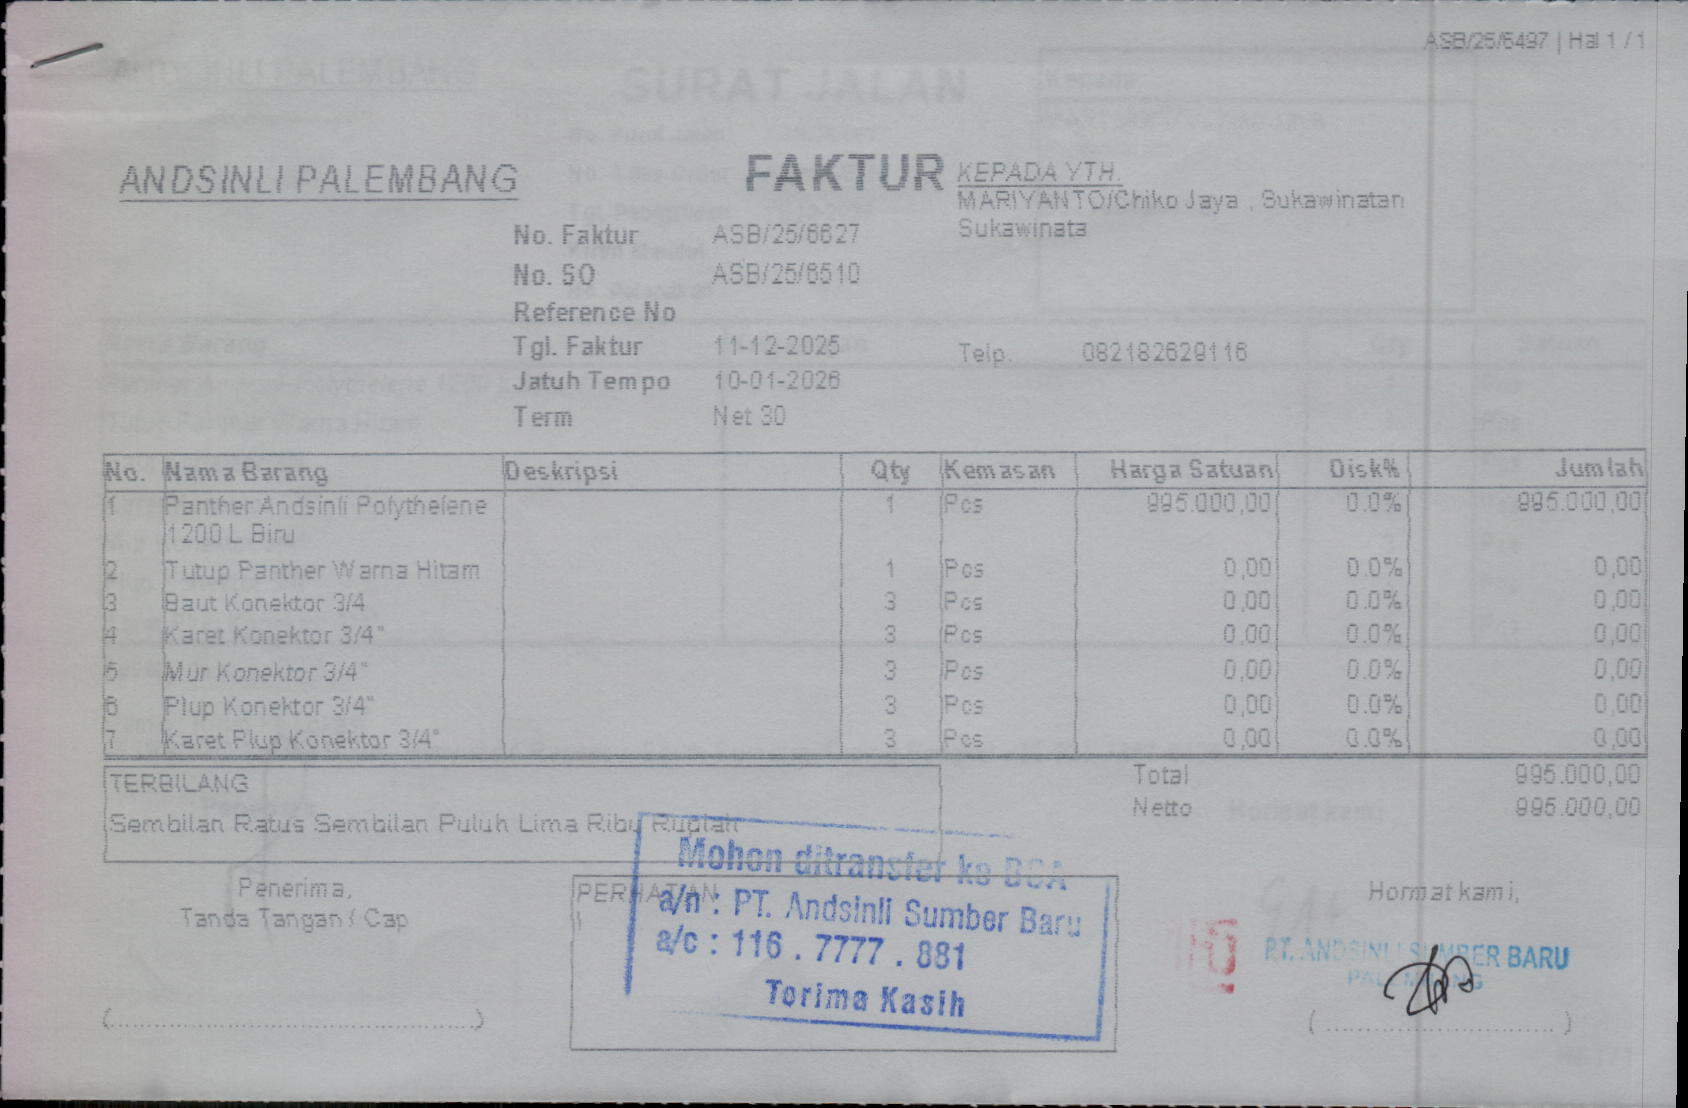 ASB/25/6497 | Hal 1 / 1
SURAT JALAN
ANDSINLI PALEMBANG
FAKTUR
KEPADA YTH.
MARIYANTO/Chiko Jaya , Sukawinatan
Sukawinata
No. Faktur ASB/25/6627
No. SO ASB/25/6510
Reference No
Tgl. Faktur 11-12-2025
Telp. 082182629116
Jatuh Tempo 10-01-2026
Term Net 30
No. Nama Barang Deskripsi Qty Kemasan Harga Satuan Disk% Jumlah
1 Panther Andsinli Polythelene 1 Pcs 995.000,00 0.0% 995.000,00
1200 L Biru
2 Tutup Panther Warna Hitam 1 Pcs 0,00 0.0% 0,00
3 Baut Konektor 3/4 3 Pcs 0,00 0.0% 0,00
4 Karet Konektor 3/4" 3 Pcs 0,00 0.0% 0,00
5 Mur Konektor 3/4" 3 Pcs 0,00 0.0% 0,00
6 Plup Konektor 3/4" 3 Pcs 0,00 0.0% 0,00
7 Karet Plup Konektor 3/4" 3 Pcs 0,00 0.0% 0,00
TERBILANG
Sembilan Ratus Sembilan Puluh Lima Ribu Rupiah
Total 995.000,00
Netto 995.000,00
Penerima,
Tanda Tangan / Cap
(................................................)
PERHATIAN
Mohon ditransfer ke BCA
a/n : PT. Andsinli Sumber Baru
a/c : 116 . 7777 . 881
Terima Kasih
Hormat kami,
PT. ANDSINLI SUMBER BARU
PALEMBANG
( .............................. )